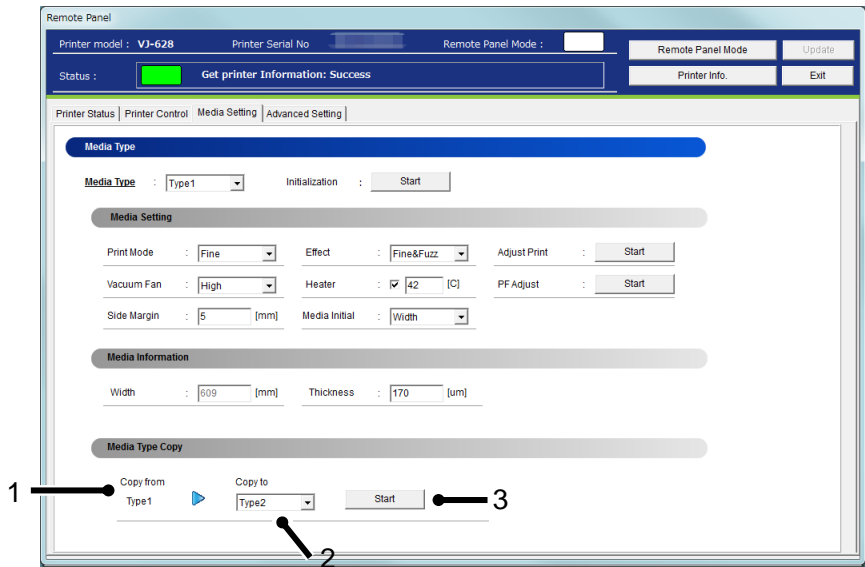 Remote Panel
Printer model : VJ-628 Printer Serial No Remote Panel Mode :
Remote Panel Mode Update
Status : Get printer Information: Success
Printer Info. Exit
Printer Status Printer Control Media Setting Advanced Setting
Media Type
Media Type : Type1 Initialization : Start
Media Setting
Print Mode : Fine Effect : Fine&Fuzz Adjust Print : Start
Vacuum Fan : High Heater : 42 [C] PF Adjust : Start
Side Margin : 5 [mm] Media Initial : Width
Media Information
Width : 609 [mm] Thickness : 170 [um]
Media Type Copy
Copy from Copy to
1 Type1 Type2 Start 3
2